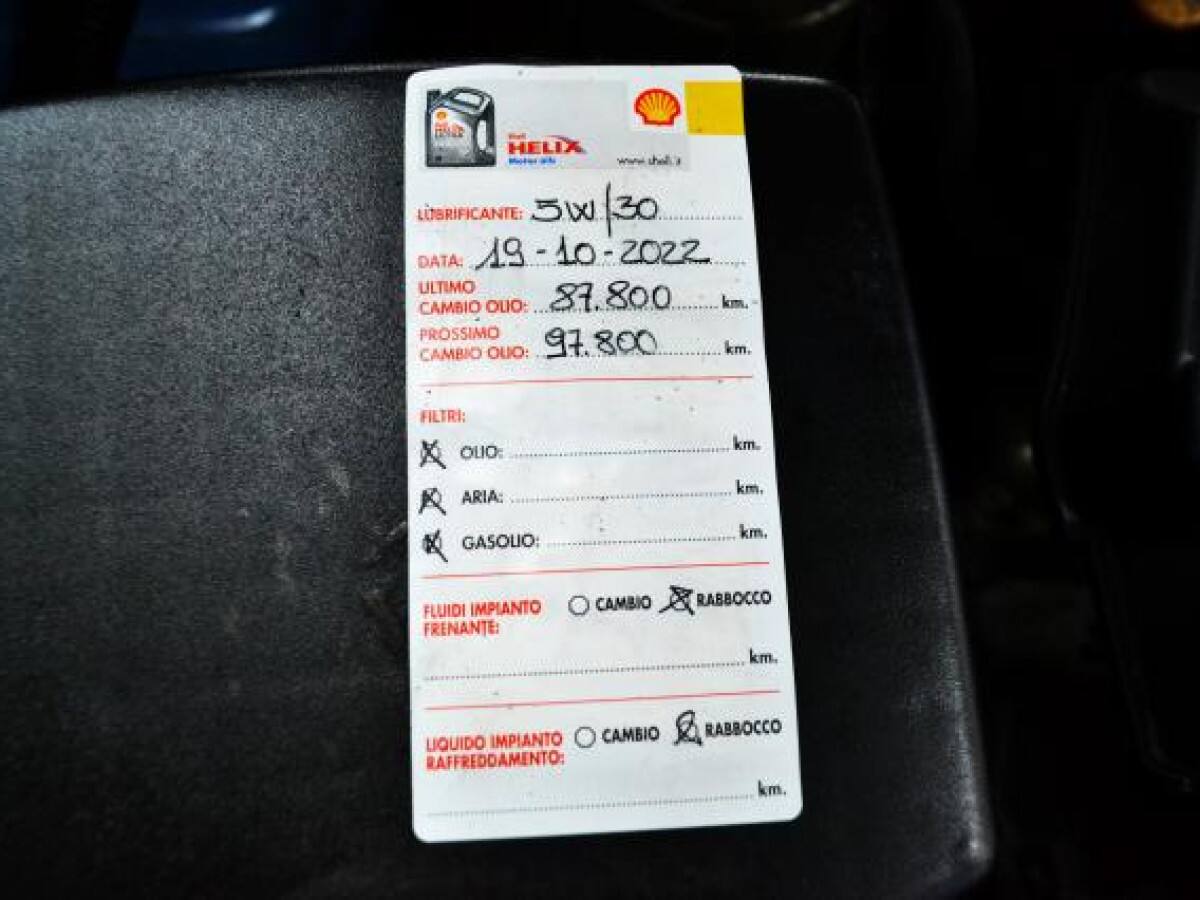 Shell
HELIX
Motor oils
LUBRIFICANTE: 5W/30
DATA: 19-10-2022
ULTIMO
CAMBIO OLIO: 87.800 km.
PROSSIMO
CAMBIO OLIO: 97.800 km.
FILTRI:
OLIO: km.
ARIA: km.
GASOLIO: km.
FLUIDI IMPIANTO CAMBIO RABBOCCO
FRENANTE:
km.
LIQUIDO IMPIANTO CAMBIO RABBOCCO
RAFFREDDAMENTO:
km.